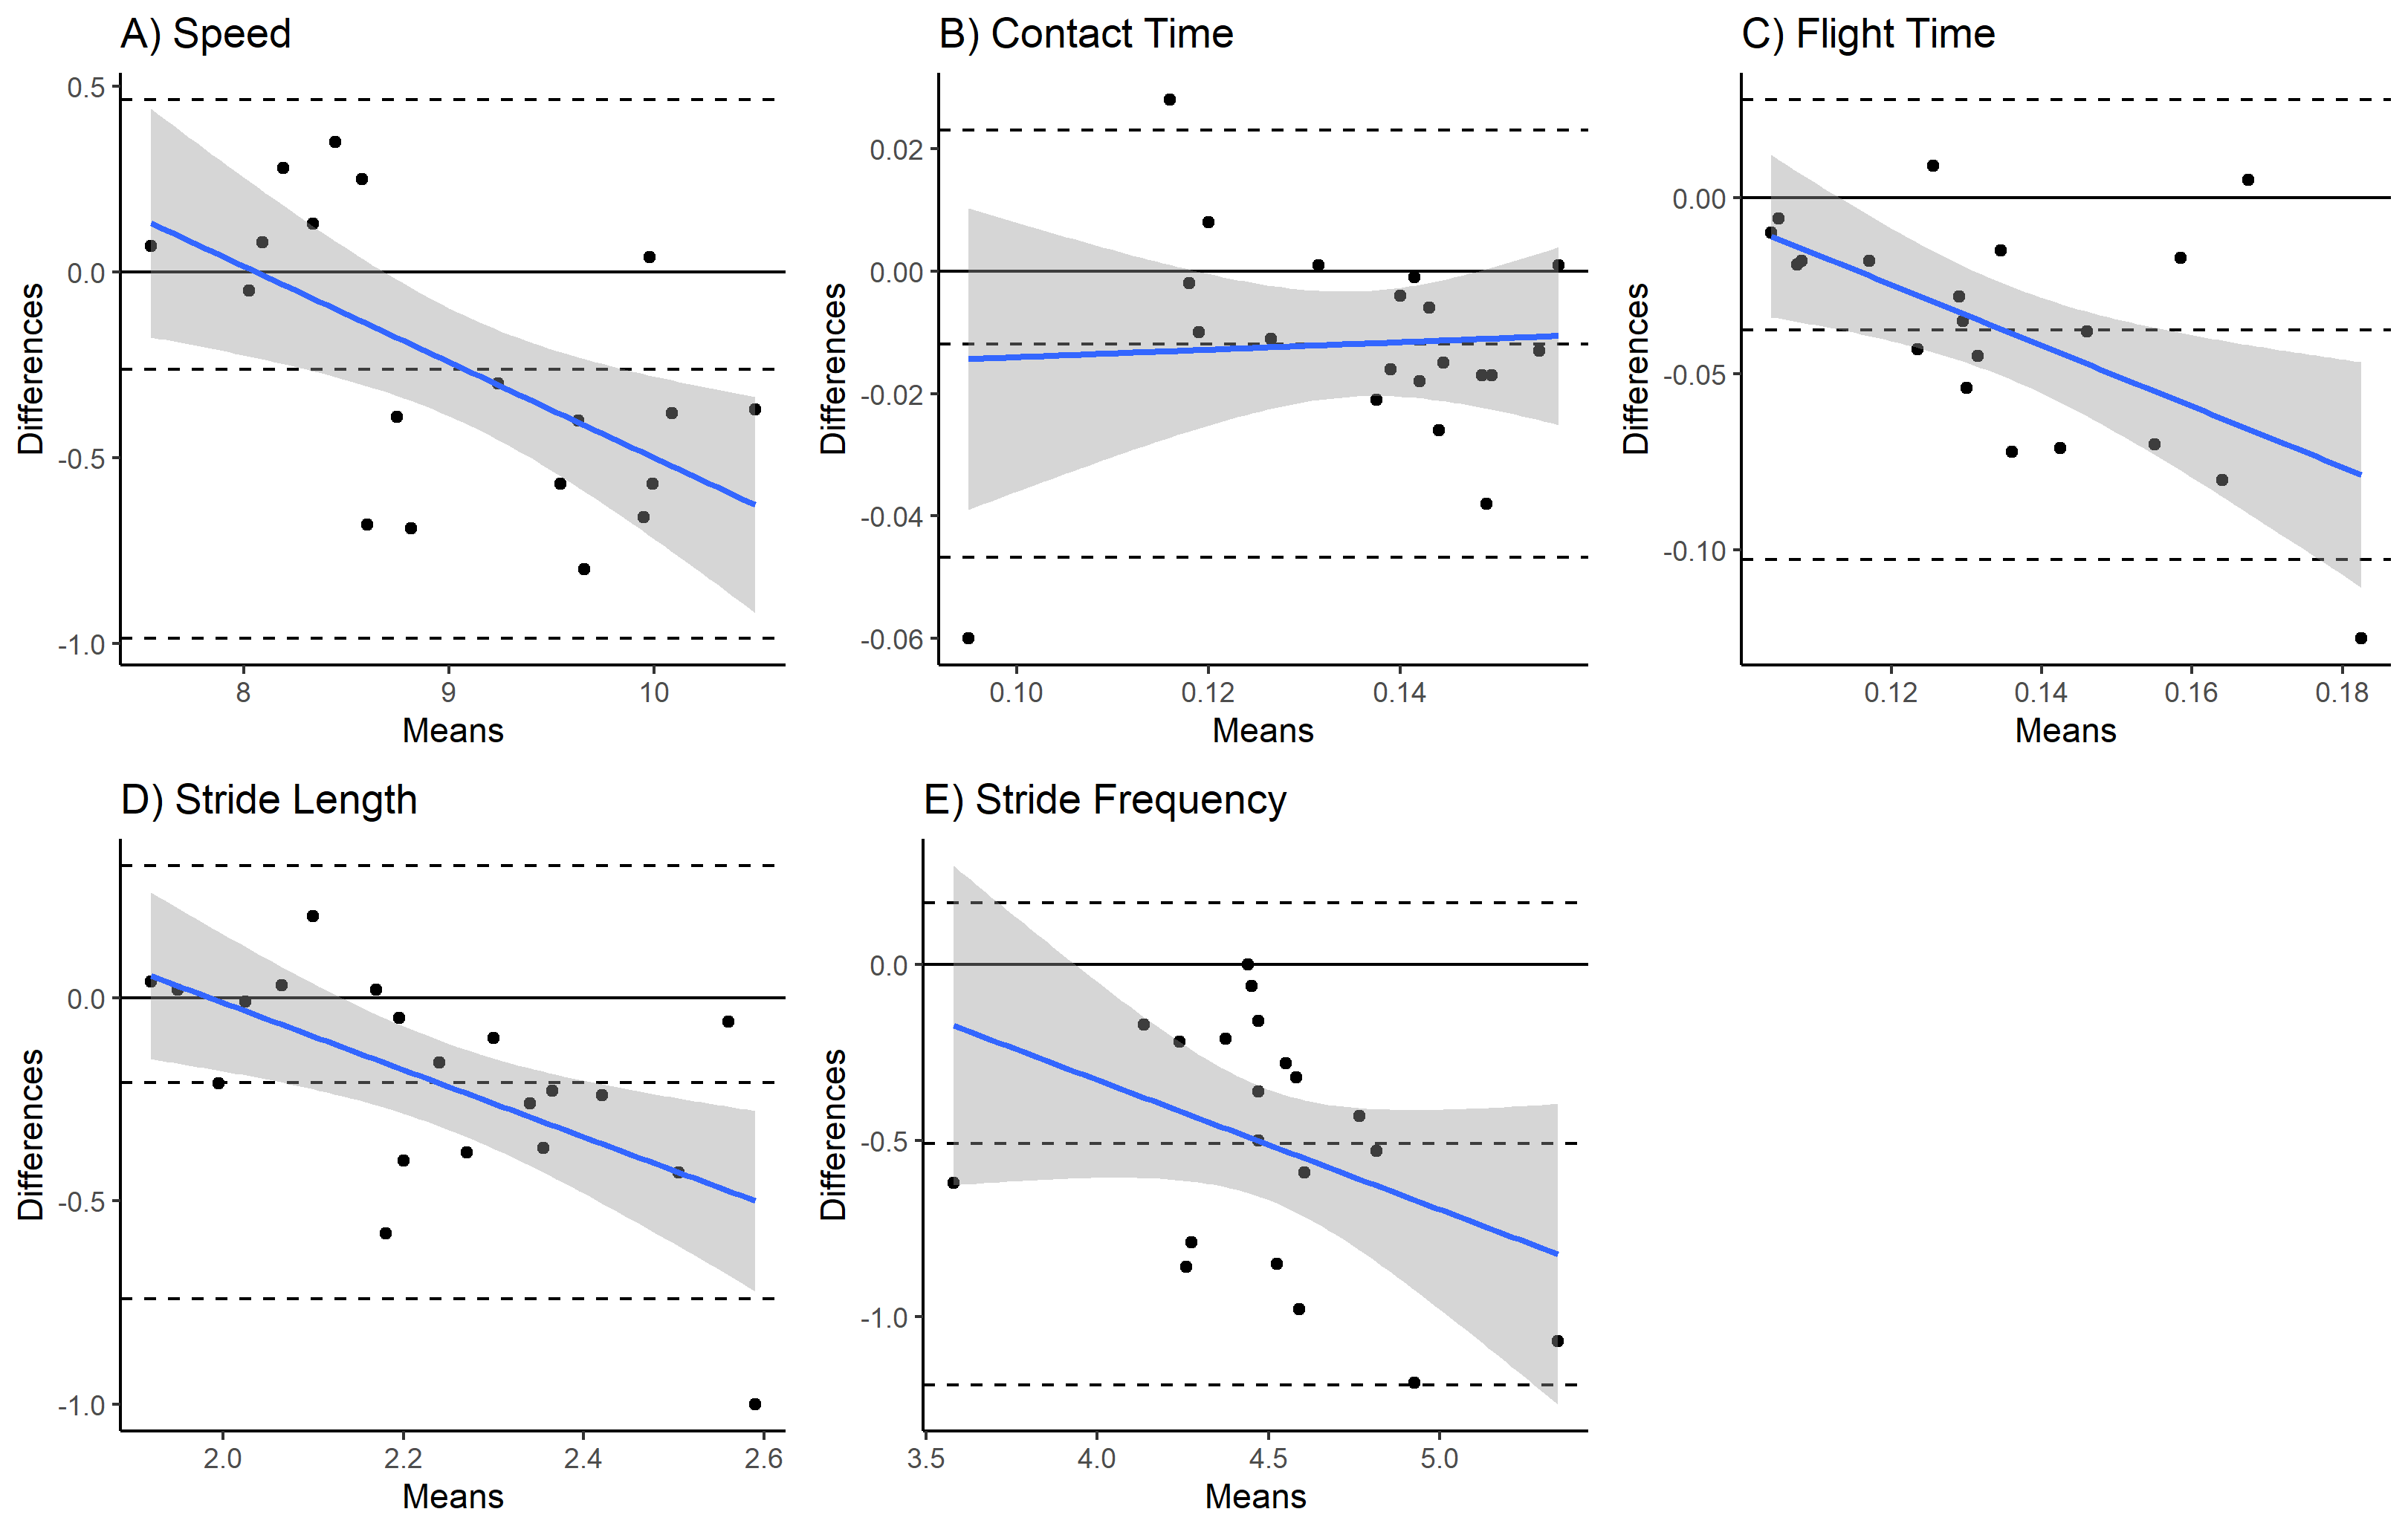 A) Speed
B) Contact Time
C) Flight Time
0.5
0.0
-0.5
-1.0
Differences
8
9
10
Means
0.02
0.00
-0.02
-0.04
-0.06
Differences
0.10
0.12
0.14
Means
0.00
-0.05
-0.10
Differences
0.12
0.14
0.16
0.18
Means
D) Stride Length
E) Stride Frequency
0.0
-0.5
-1.0
Differences
2.0
2.2
2.4
2.6
Means
0.0
-0.5
-1.0
Differences
3.5
4.0
4.5
5.0
Means